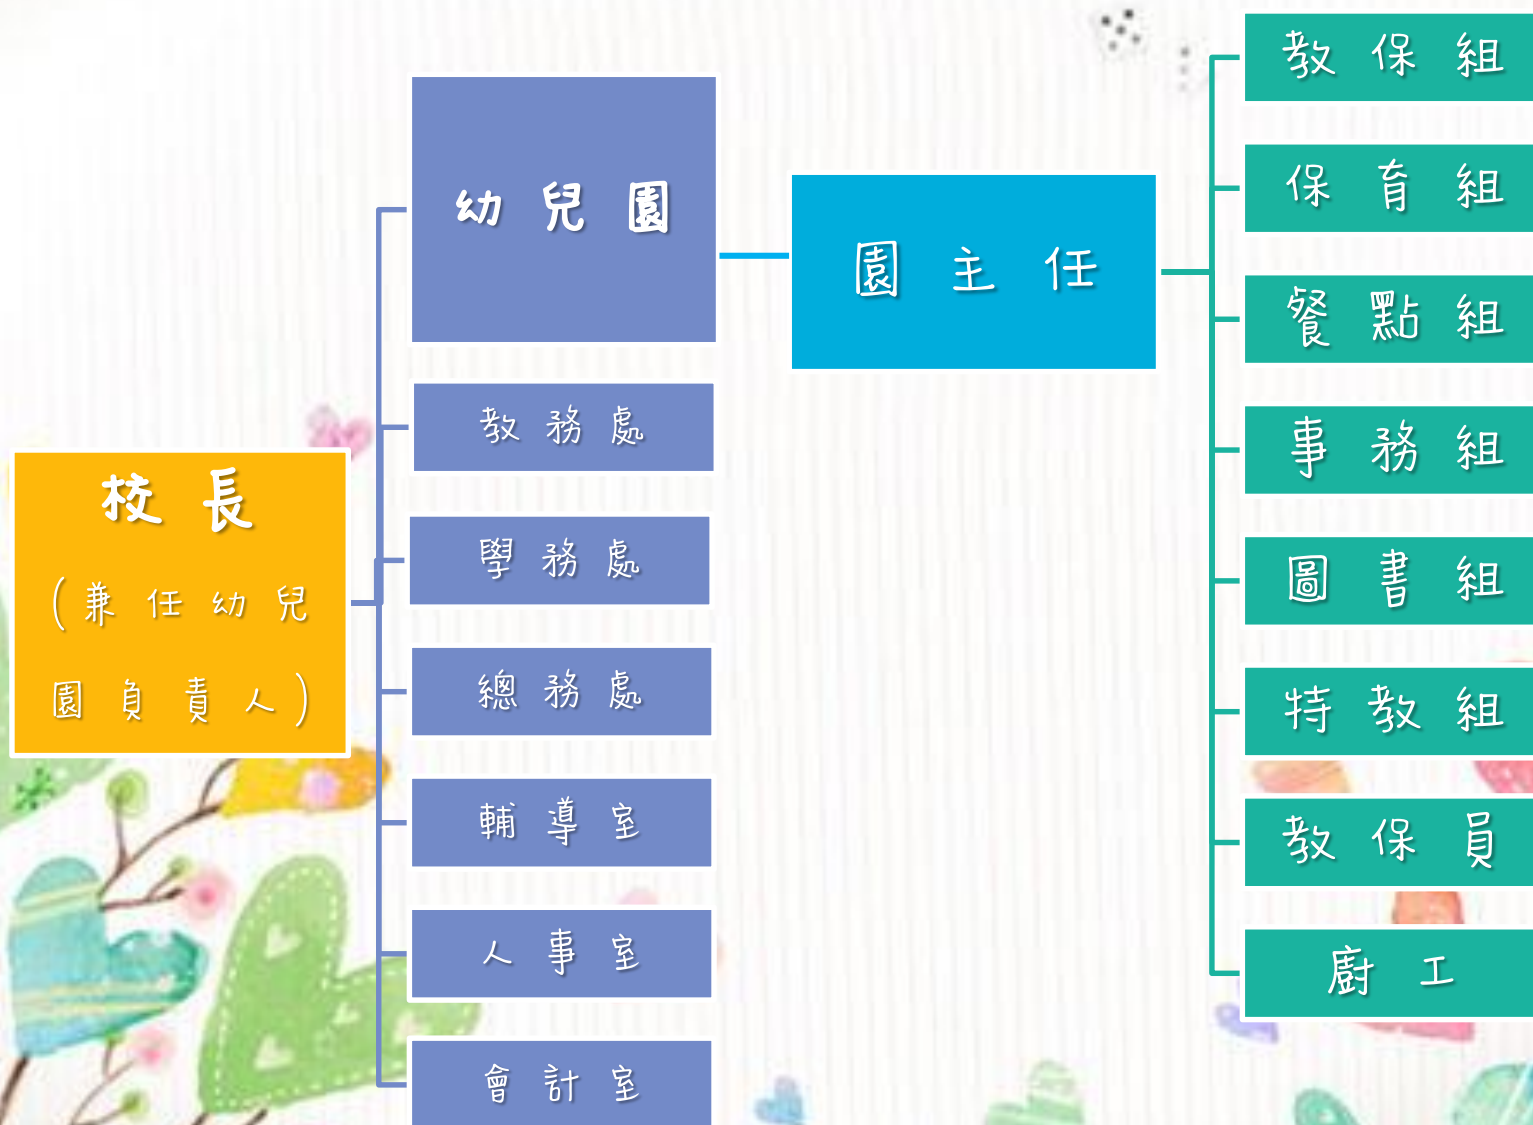 校長
(兼任幼兒
園負責人)
幼兒園
教務處
學務處
總務處
輔導室
人事室
會計室
園主任
教保組
保育組
餐點組
事務組
圖書組
特教組
教保員
廚工